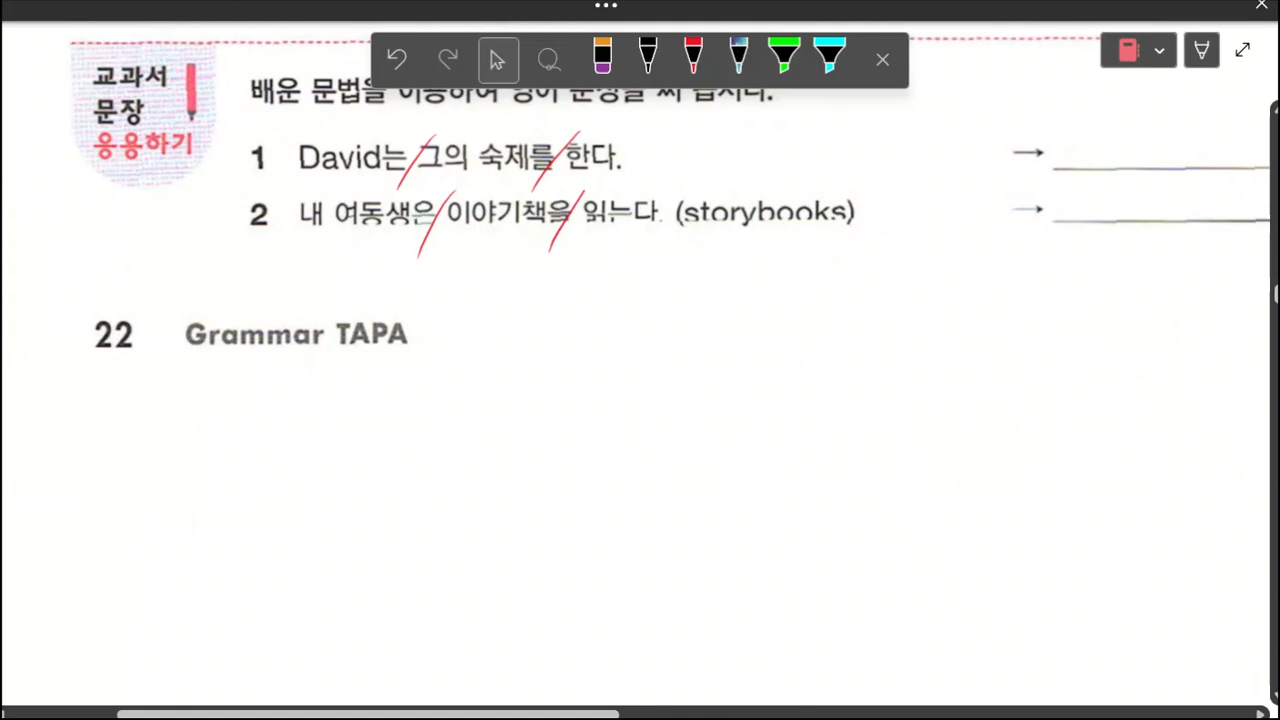 교과서
문장
응용하기
배운 문법을 이용하여 영어 문장을 써 봅시다.
1 David는 그의 숙제를 한다. →
2 내 여동생은 이야기책을 읽는다. (storybooks) →
22 Grammar TAPA